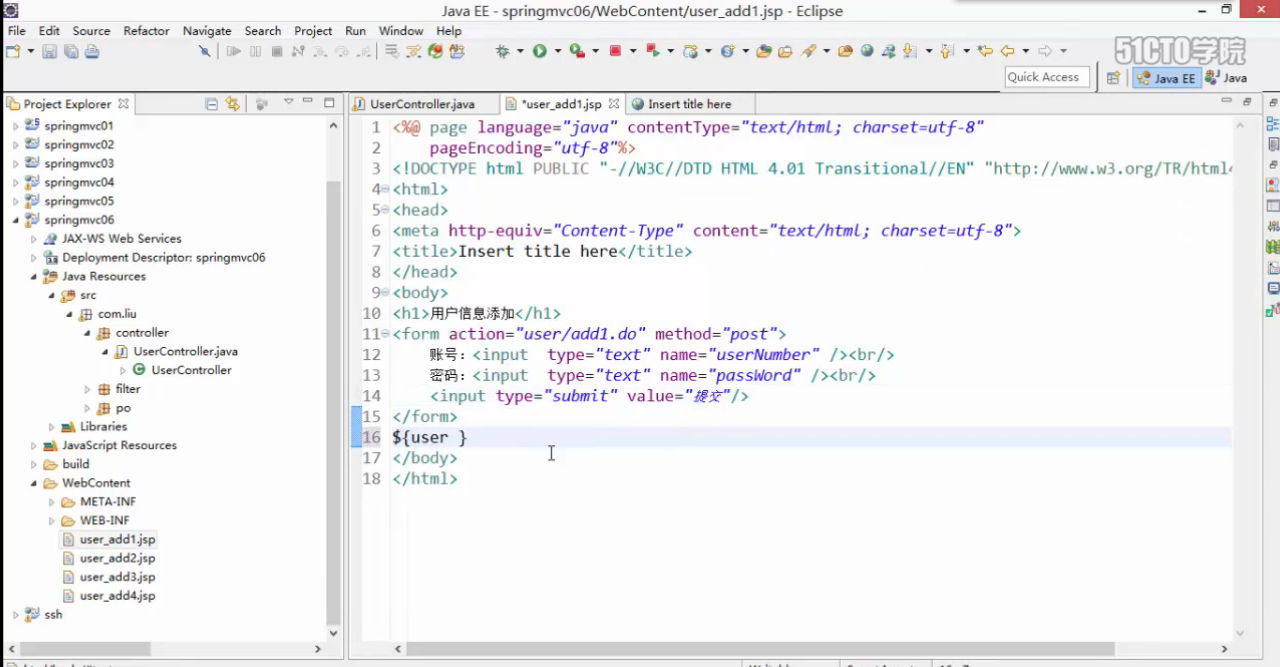 Java EE - springmvc06/WebContent/user_add1.jsp - Eclipse
File Edit Source Refactor Navigate Search Project Run Window Help
51CTO学院
Quick Access
Java EE
Java
Project Explorer
UserController.java
*user_add1.jsp
Insert title here
springmvc01
springmvc02
springmvc03
springmvc04
springmvc05
springmvc06
JAX-WS Web Services
Deployment Descriptor: springmvc06
Java Resources
src
com.liu
controller
UserController.java
UserController
filter
po
Libraries
JavaScript Resources
build
WebContent
META-INF
WEB-INF
user_add1.jsp
user_add2.jsp
user_add3.jsp
user_add4.jsp
ssh
1 <%@ page language="java" contentType="text/html; charset=utf-8"
2 pageEncoding="utf-8"%>
3 <!DOCTYPE html PUBLIC "-//W3C//DTD HTML 4.01 Transitional//EN" "http://www.w3.org/TR/html4
4 <html>
5 <head>
6 <meta http-equiv="Content-Type" content="text/html; charset=utf-8">
7 <title>Insert title here</title>
8 </head>
9 <body>
10 <h1>用户信息添加</h1>
11 <form action="user/add1.do" method="post">
12 账号：<input  type="text" name="userNumber" /><br/>
13 密码：<input  type="text" name="passWord" /><br/>
14 <input type="submit" value="提交"/>
15 </form>
16 ${user }
17 </body>
18 </html>